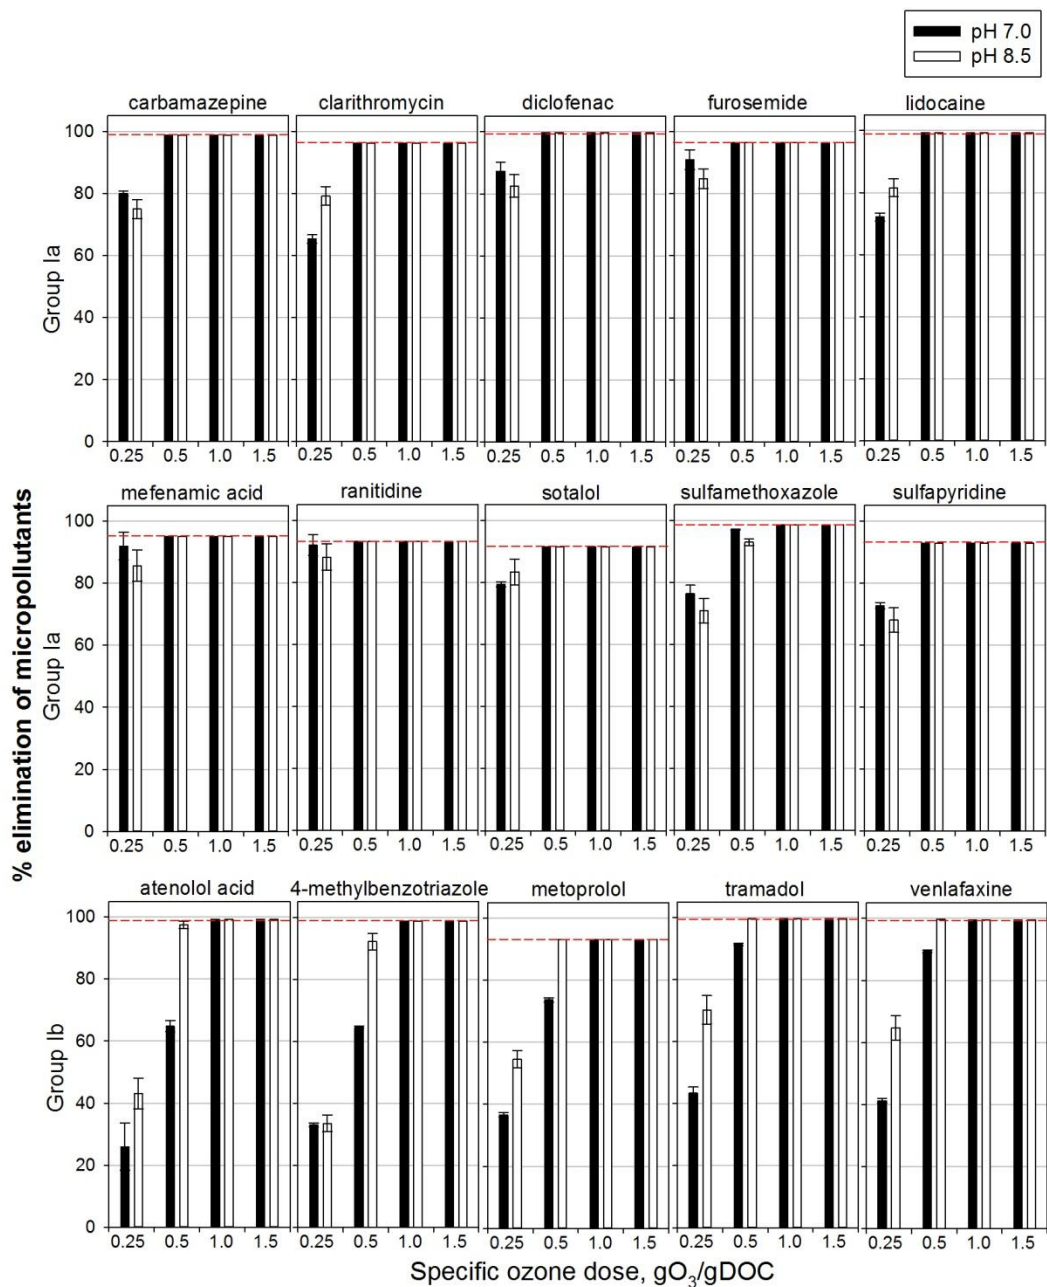 pH 7.0
pH 8.5
carbamazepine clarithromycin diclofenac furosemide lidocaine
100
80
60
40
20
0
Group Ia
0.25 0.5 1.0 1.5 0.25 0.5 1.0 1.5 0.25 0.5 1.0 1.5 0.25 0.5 1.0 1.5 0.25 0.5 1.0 1.5
mefenamic acid ranitidine sotalol sulfamethoxazole sulfapyridine
100
80
60
40
20
0
% elimination of micropollutants
Group Ia
0.25 0.5 1.0 1.5 0.25 0.5 1.0 1.5 0.25 0.5 1.0 1.5 0.25 0.5 1.0 1.5 0.25 0.5 1.0 1.5
atenolol acid 4-methylbenzotriazole metoprolol tramadol venlafaxine
100
80
60
40
20
0
Group Ib
0.25 0.5 1.0 1.5 0.25 0.5 1.0 1.5 0.25 0.5 1.0 1.5 0.25 0.5 1.0 1.5 0.25 0.5 1.0 1.5
Specific ozone dose, gO₃/gDOC